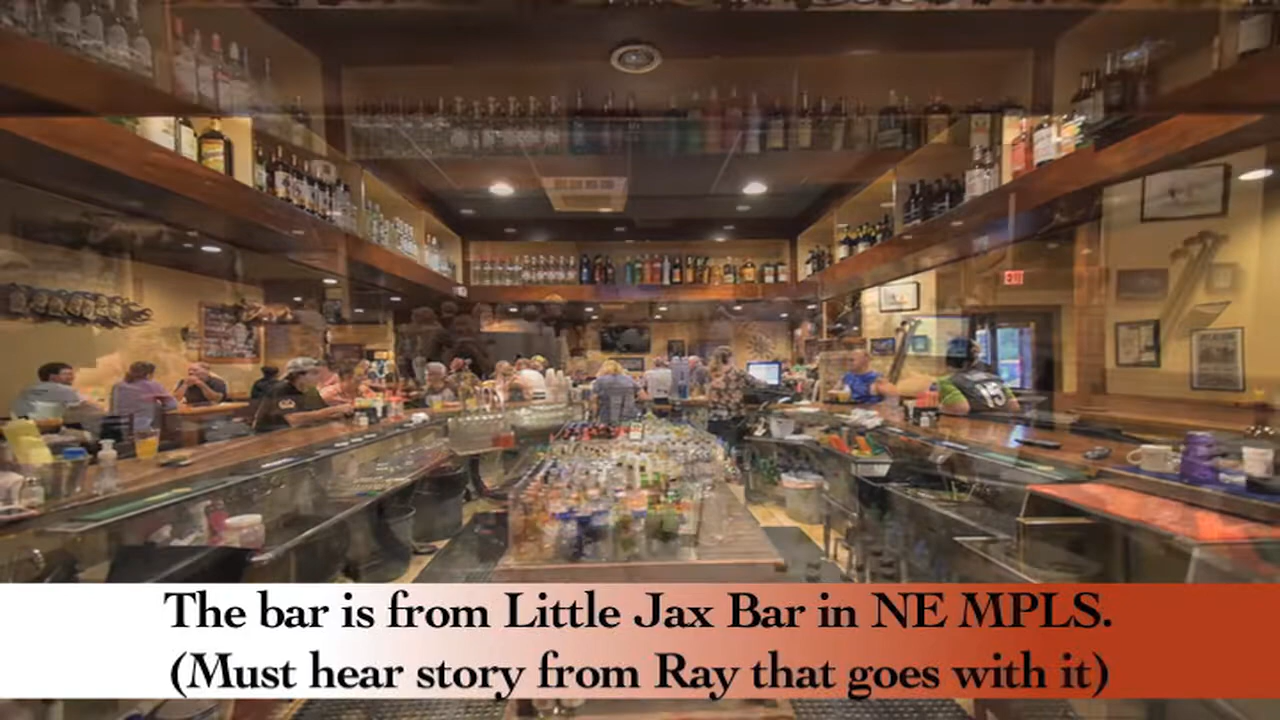 The bar is from Little Jax Bar in NE MPLS.
(Must hear story from Ray that goes with it)
15